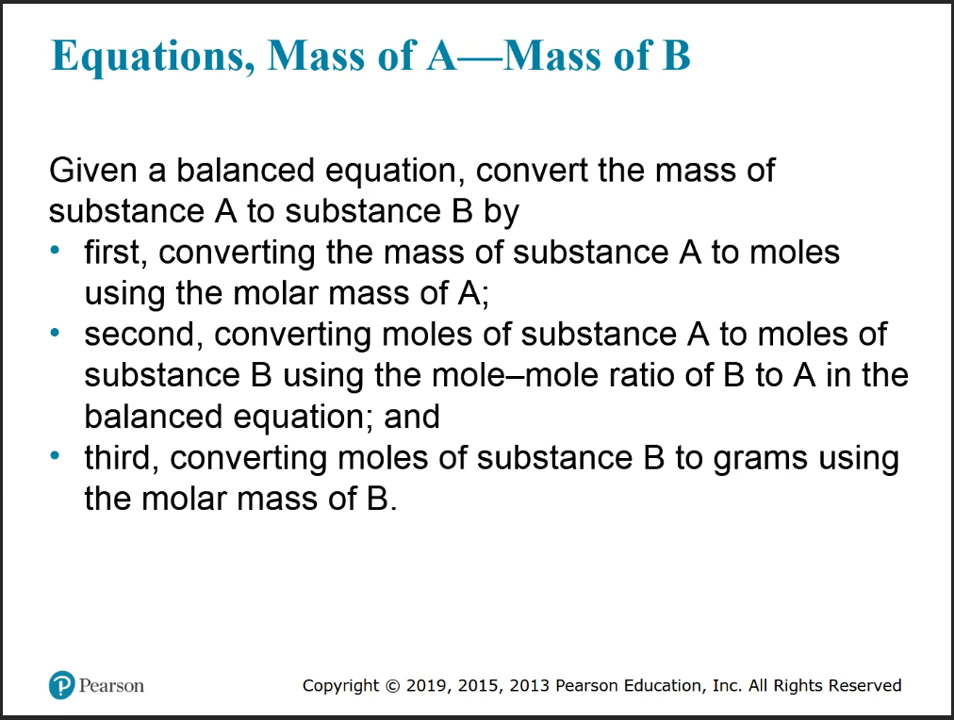 Equations, Mass of A—Mass of B
Given a balanced equation, convert the mass of
substance A to substance B by
• first, converting the mass of substance A to moles
using the molar mass of A;
• second, converting moles of substance A to moles of
substance B using the mole–mole ratio of B to A in the
balanced equation; and
• third, converting moles of substance B to grams using
the molar mass of B.
P Pearson
Copyright © 2019, 2015, 2013 Pearson Education, Inc. All Rights Reserved